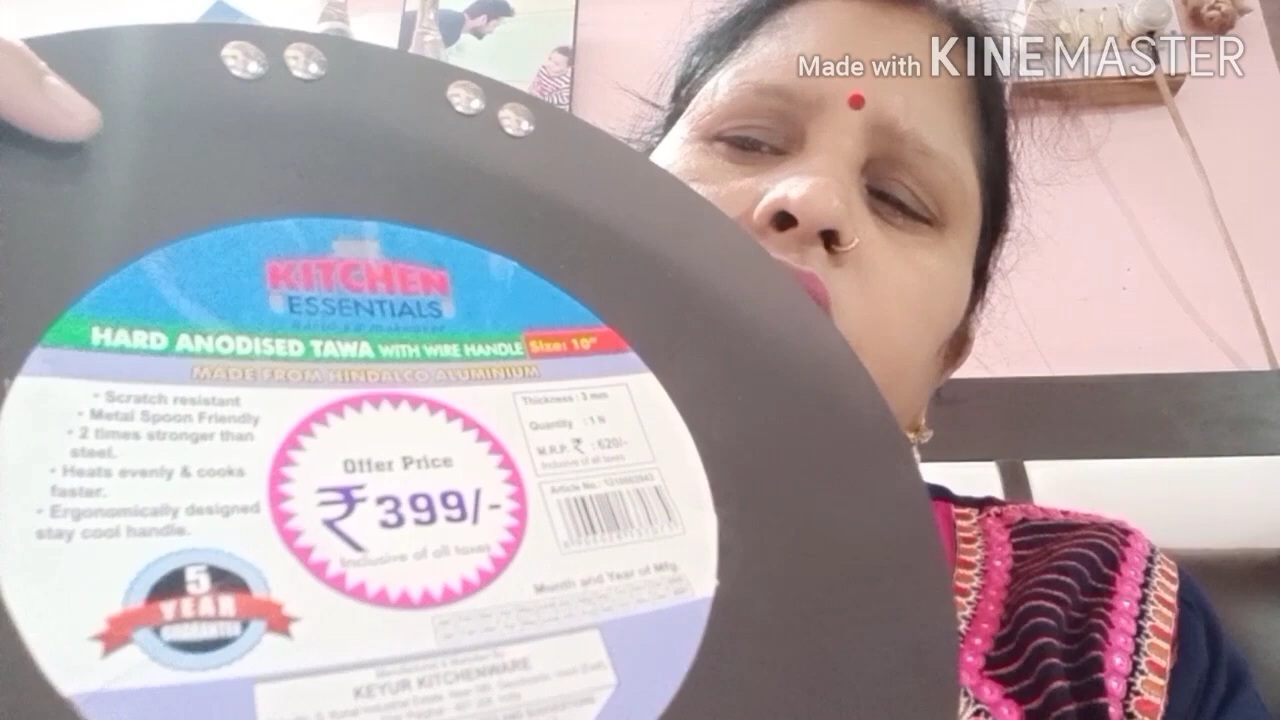 Made with KINEMASTER
KITCHEN
ESSENTIALS
HARD ANODISED TAWA WITH WIRE HANDLE Size: 10"
MADE FROM HINDALCO ALUMINIUM
• Scratch resistant
• Metal Spoon Friendly
• 2 times stronger than
steel.
• Heats evenly & cooks
faster.
• Ergonomically designed
stay cool handle.
Offer Price
₹399/-
Inclusive of all taxes
Thickness : 3 mm
Quantity : 1 N
M.R.P. ₹ : 620/-
Inclusive of all taxes
Article No.:
5
YEAR
GUARANTEE
Month and Year of Mfg.
KEYUR KITCHENWARE